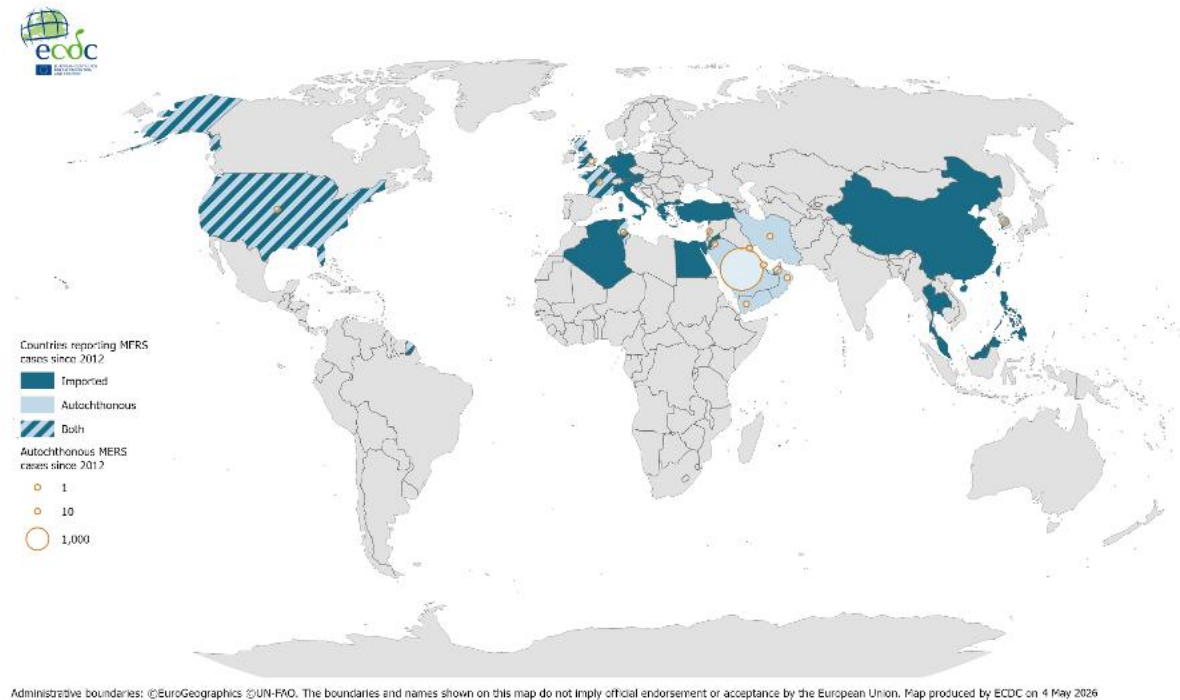 ecdc
Countries reporting MERS
cases since 2012
Imported
Autochthonous
Both
Autochthonous MERS
cases since 2012
1
10
1,000
Administrative boundaries: ©EuroGeographics ©UN-FAO. The boundaries and names shown on this map do not imply official endorsement or acceptance by the European Union. Map produced by ECDC on 4 May 2026